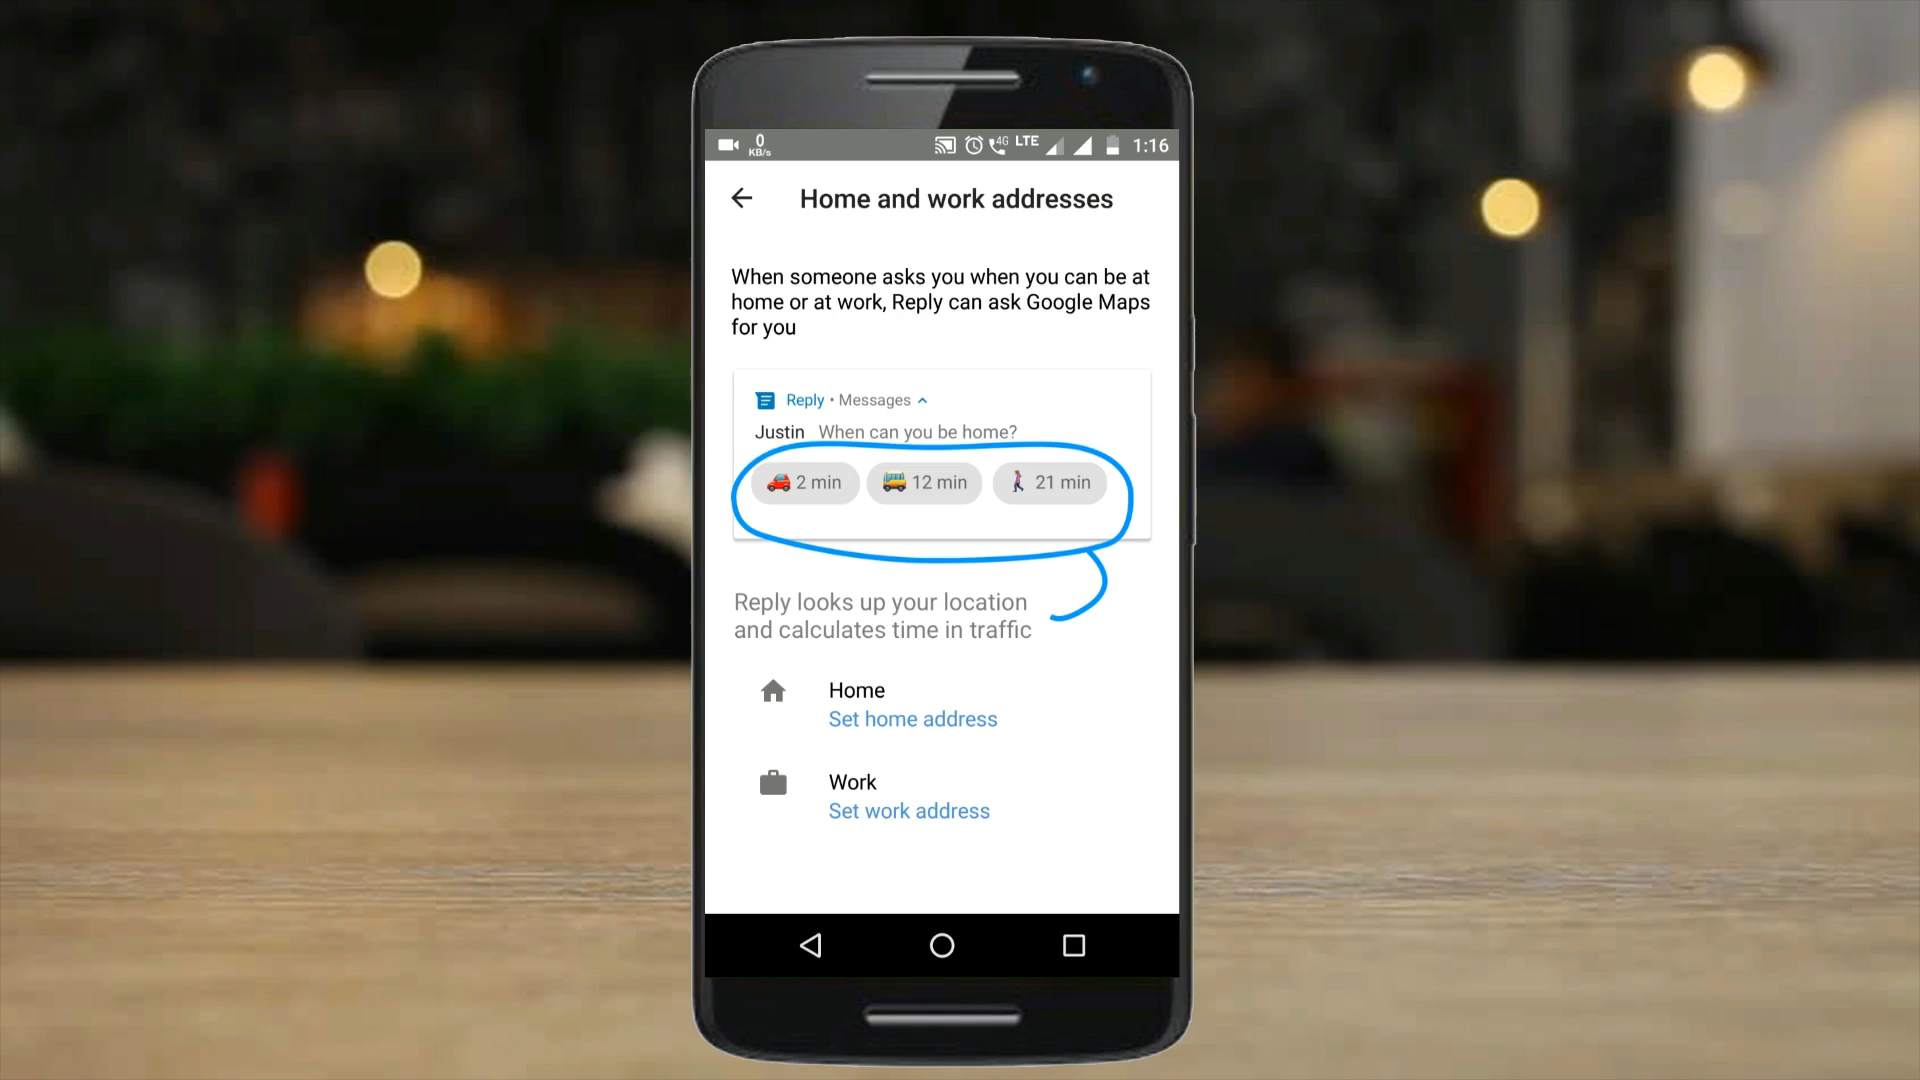 0
KB/s
4G
LTE
1:16
Home and work addresses
When someone asks you when you can be at
home or at work, Reply can ask Google Maps
for you
Reply • Messages
Justin When can you be home?
2 min 12 min 21 min
Reply looks up your location
and calculates time in traffic
Home
Set home address
Work
Set work address